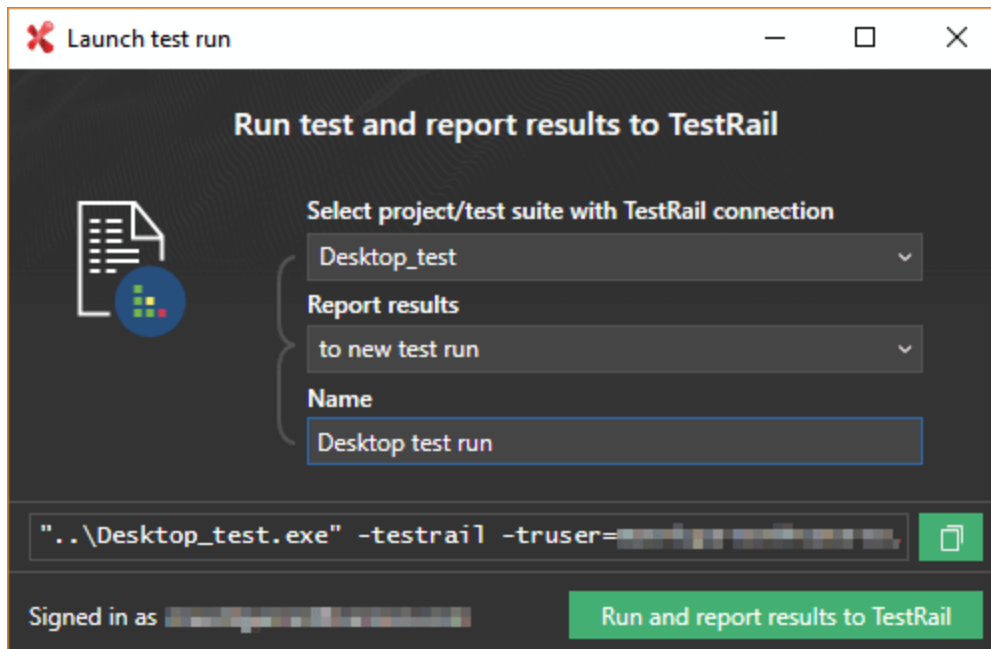 Launch test run
Run test and report results to TestRail
Select project/test suite with TestRail connection
Desktop_test
Report results
to new test run
Name
Desktop test run
"..\Desktop_test.exe" -testrail -truser=
Signed in as
Run and report results to TestRail